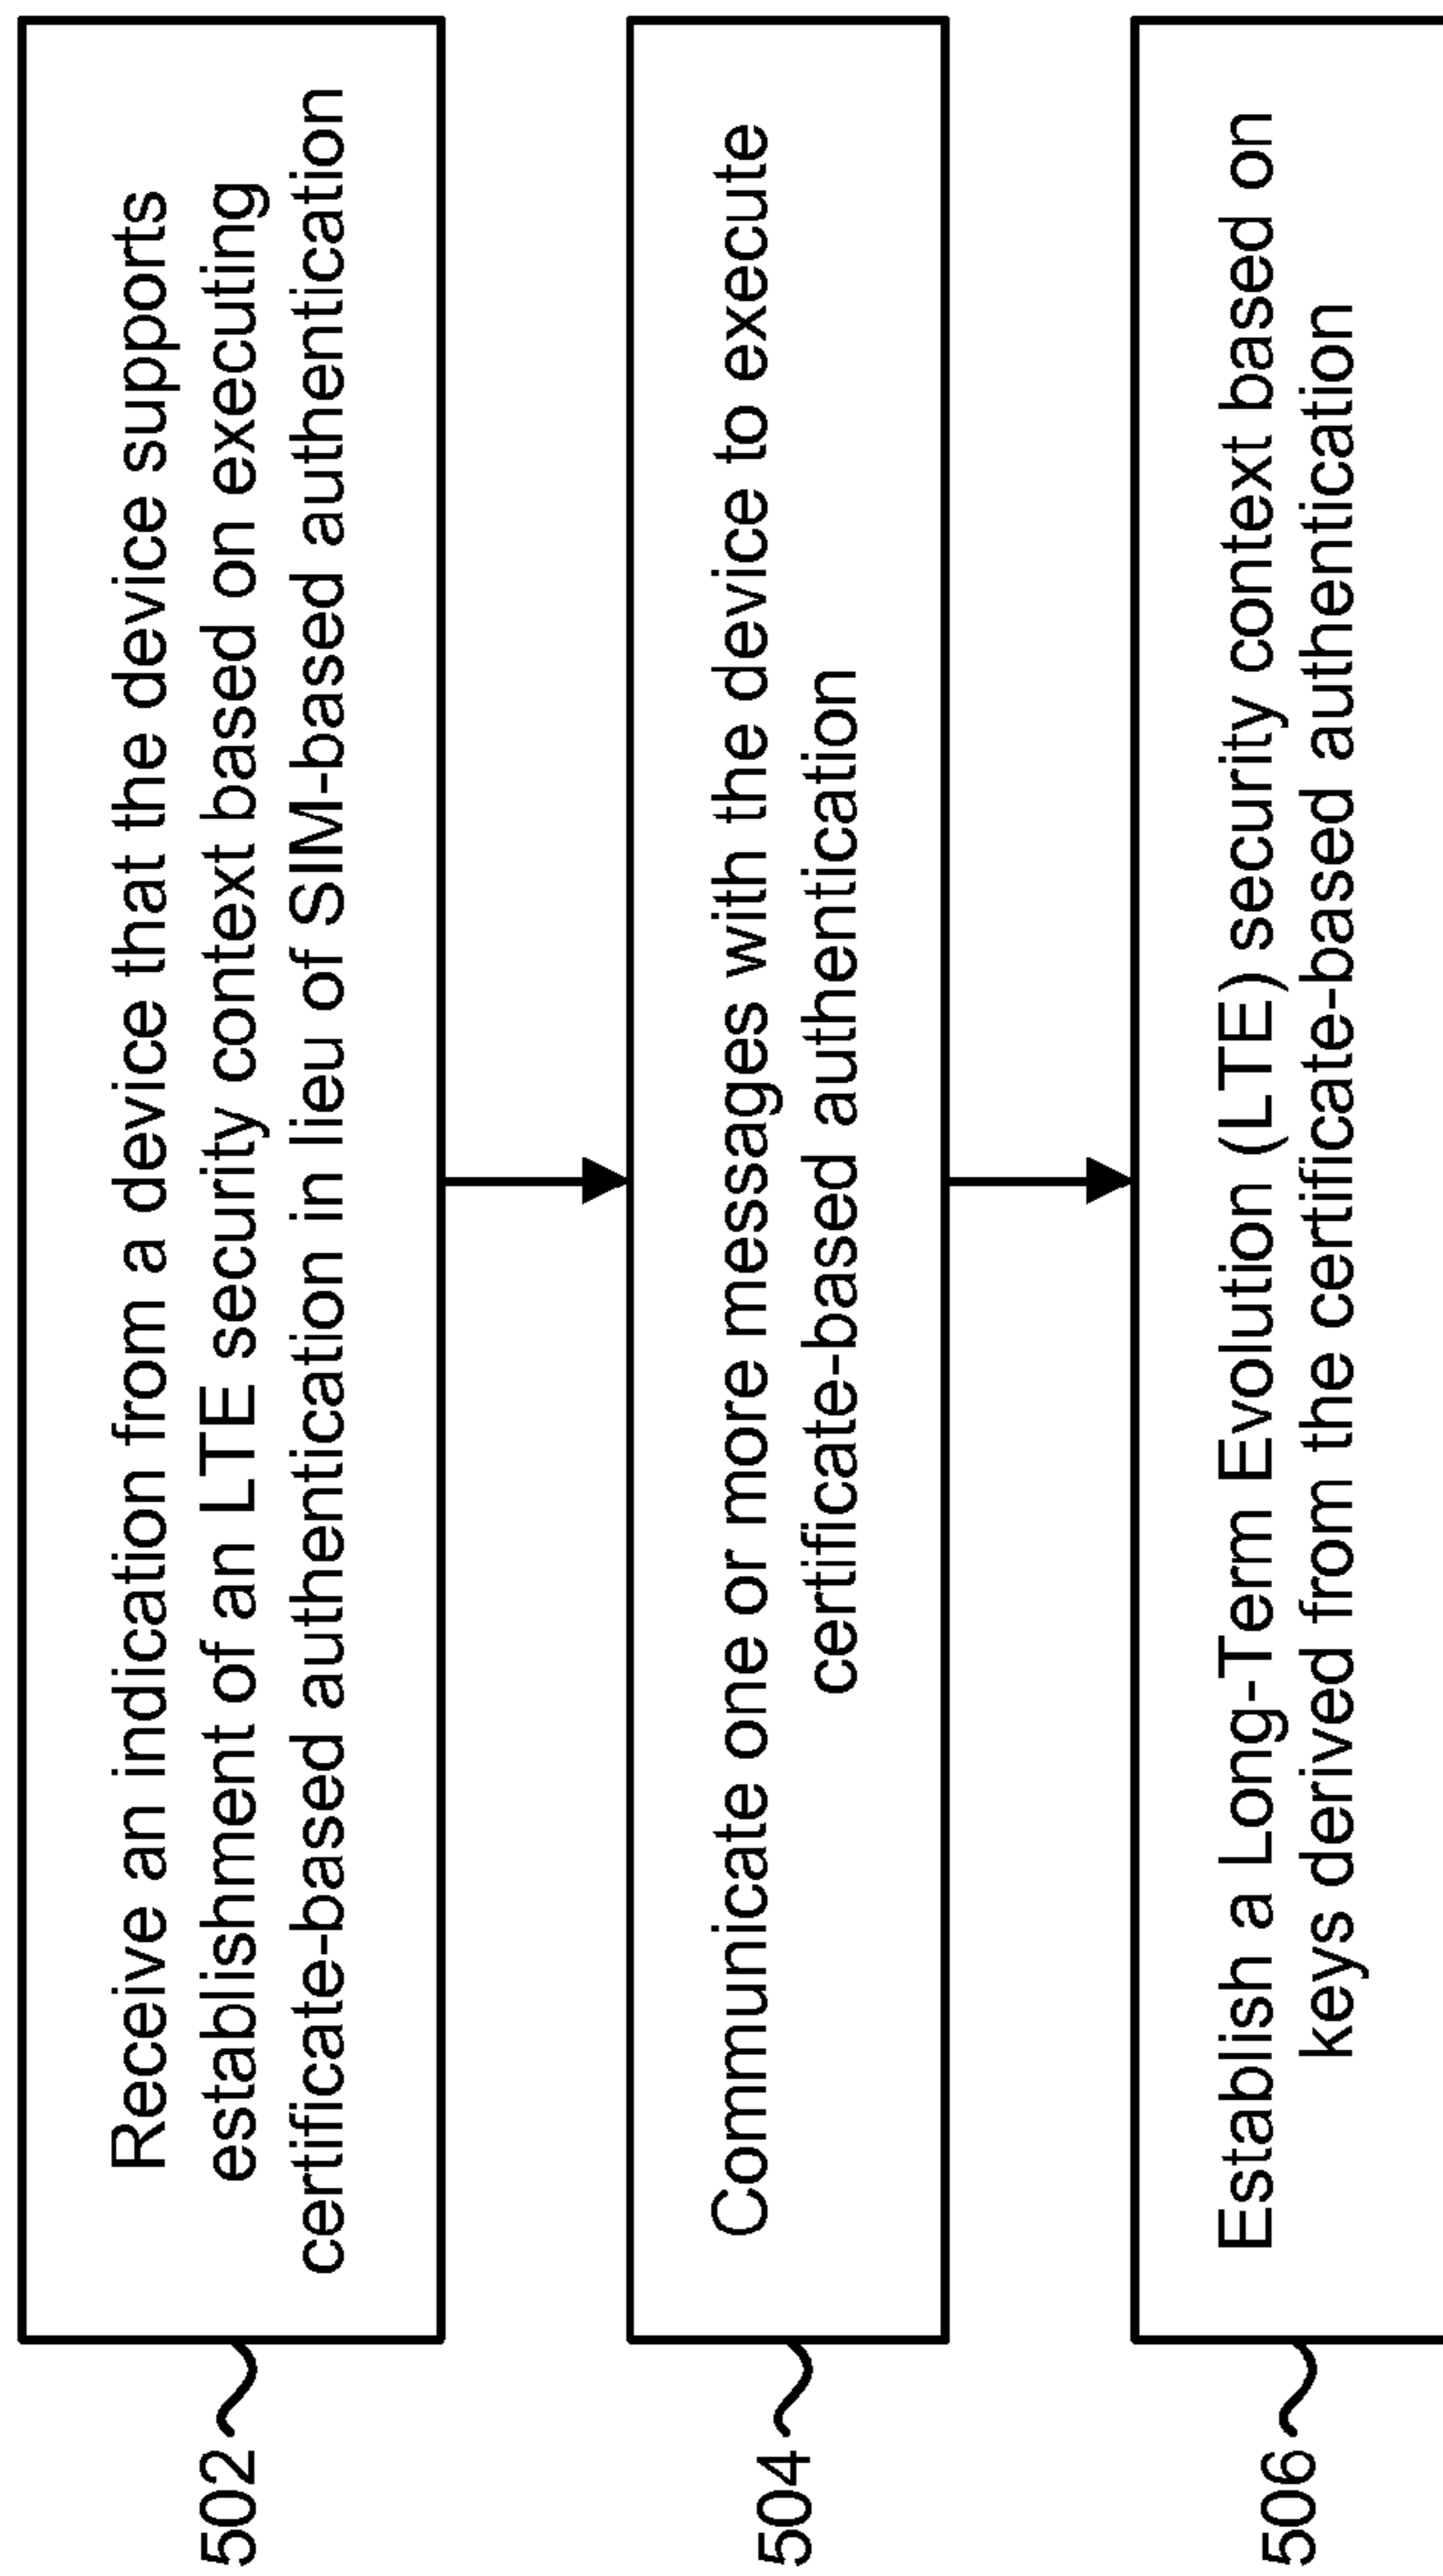 Receive an indication from a device that the device supports
establishment of an LTE security context based on executing
certificate-based authentication in lieu of SIM-based authentication
502
Communicate one or more messages with the device to execute
certificate-based authentication
504
Establish a Long-Term Evolution (LTE) security context based on
keys derived from the certificate-based authentication
506